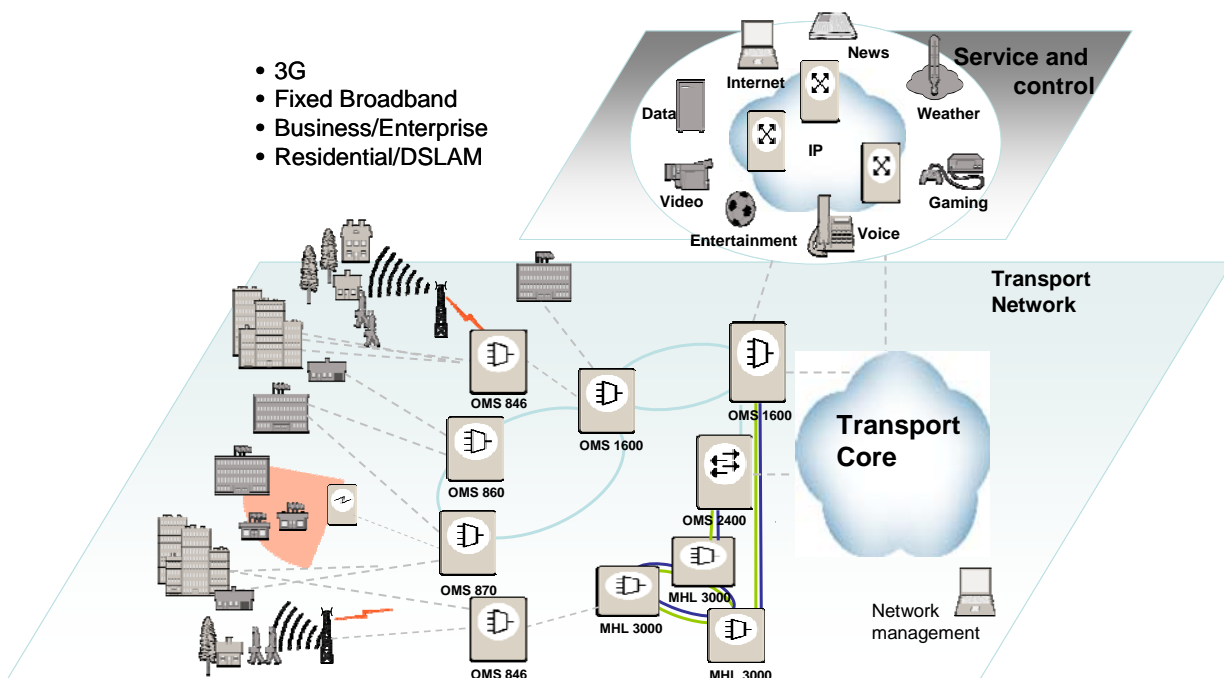 • 3G
• Fixed Broadband
• Business/Enterprise
• Residential/DSLAM
News
Service and
control
Internet
Data
Weather
IP
Video
Gaming
Entertainment
Voice
Transport
Network
OMS 846
OMS 1600
OMS 1600
OMS 860
Transport
Core
OMS 2400
OMS 870
MHL 3000
MHL 3000
MHL 3000
Network
management
OMS 846